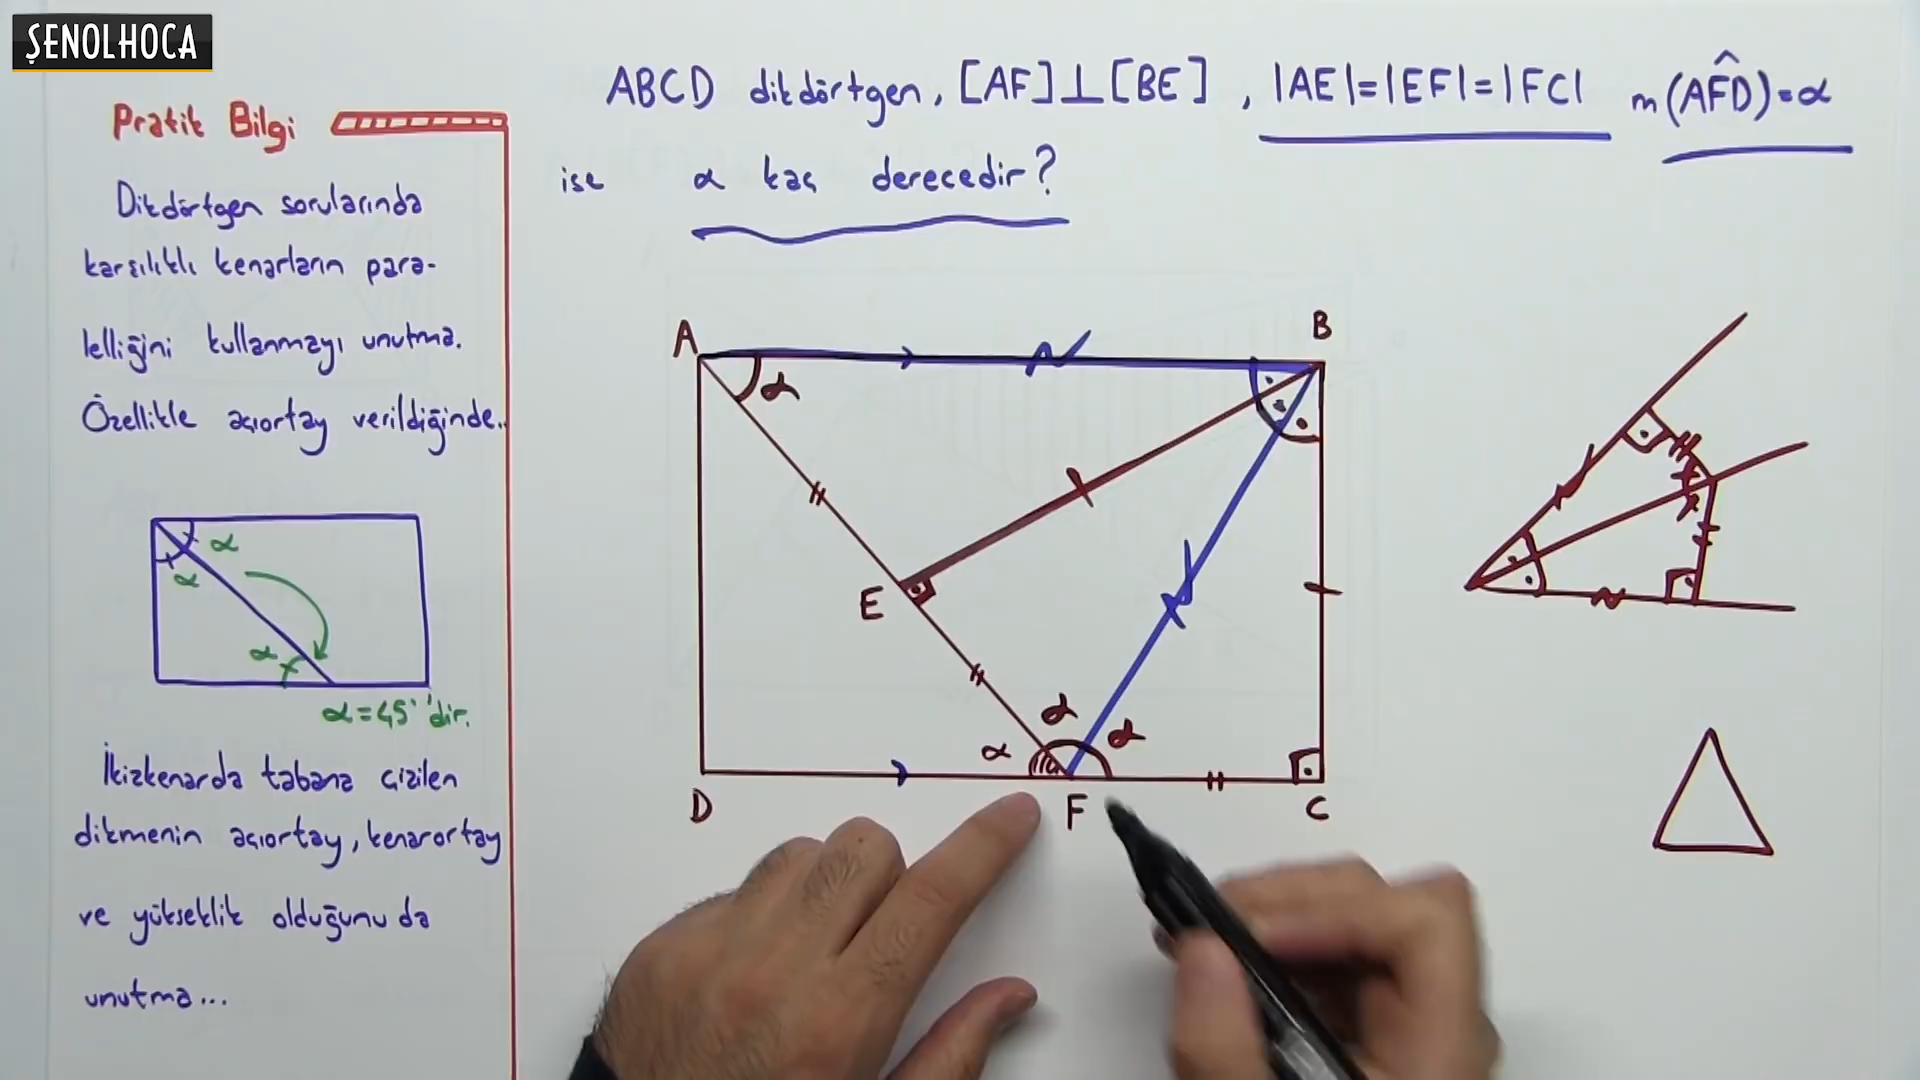 ŞENOLHOCA
ABCD dikdörtgen, [AF]⊥[BE], |AE|=|EF|=|FC| m(AF̂D)=α
ise α kaç derecedir?
Pratik Bilgi
Dikdörtgen sorularında
karşılıklı kenarların para-
lelliğini kullanmayı unutma.
Özellikle açıortay verildiğinde..
α
α
α
α=45°'dir.
İkizkenarda tabana çizilen
dikmenin açıortay, kenarortay
ve yükseklik olduğunu da
unutma...
A
B
α
E
α
α
α
D
F
C